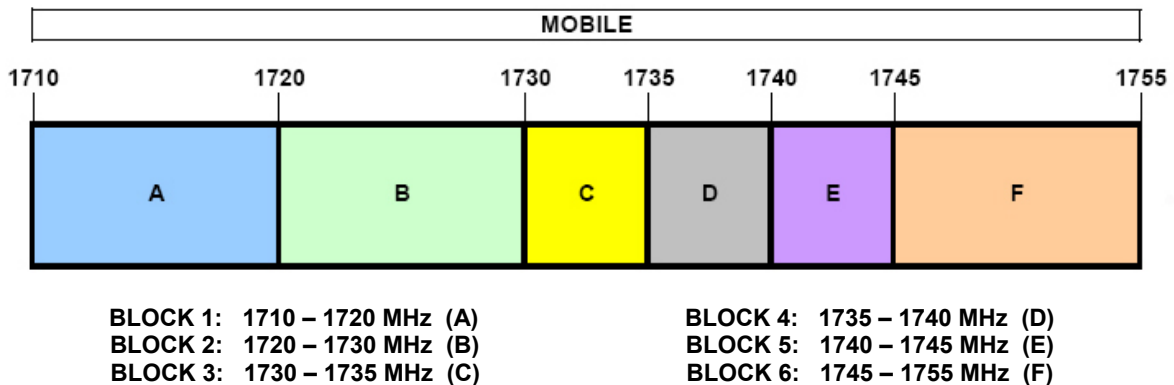 MOBILE
1710 1720 1730 1735 1740 1745 1755
A B C D E F
BLOCK 1: 1710 – 1720 MHz (A)
BLOCK 2: 1720 – 1730 MHz (B)
BLOCK 3: 1730 – 1735 MHz (C)
BLOCK 4: 1735 – 1740 MHz (D)
BLOCK 5: 1740 – 1745 MHz (E)
BLOCK 6: 1745 – 1755 MHz (F)